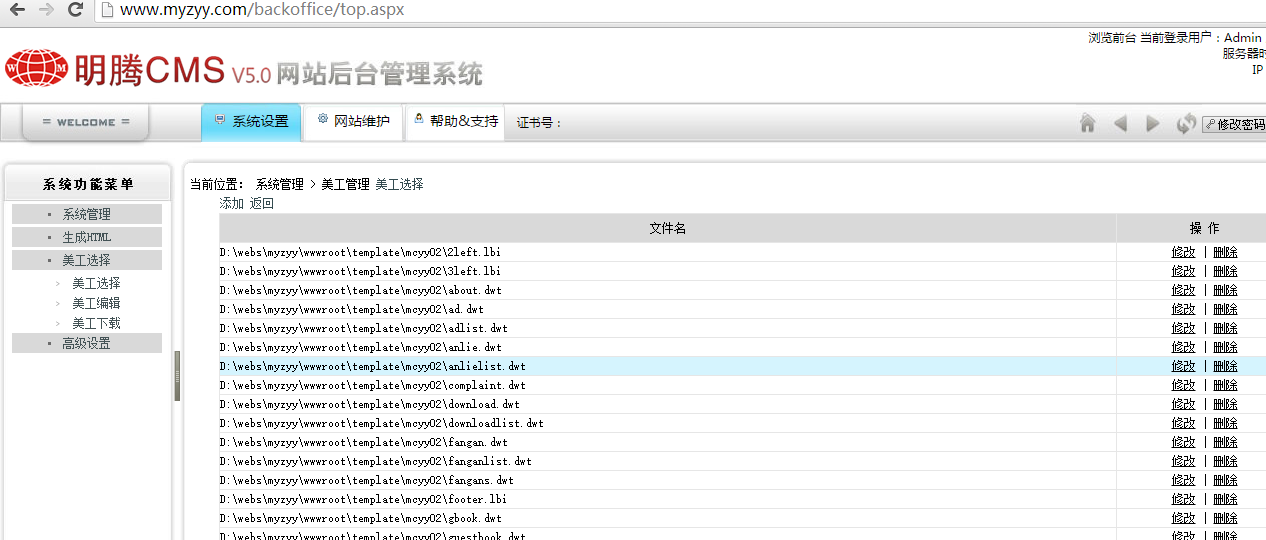 www.myzyy.com/backoffice/top.aspx
浏览前台 当前登录用户：Admin
服务器时
IP
明腾CMS V5.0 网站后台管理系统
= WELCOME =
系统设置
网站维护
帮助&支持
证书号：
修改密码
系统功能菜单
系统管理
生成HTML
美工选择
美工选择
美工编辑
美工下载
高级设置
当前位置： 系统管理 > 美工管理 美工选择
添加 返回
文件名 操 作
D:\webs\myzyy\wwwroot\template\mcyy02\2left.lbi 修改 | 删除
D:\webs\myzyy\wwwroot\template\mcyy02\3left.lbi 修改 | 删除
D:\webs\myzyy\wwwroot\template\mcyy02\about.dwt 修改 | 删除
D:\webs\myzyy\wwwroot\template\mcyy02\ad.dwt 修改 | 删除
D:\webs\myzyy\wwwroot\template\mcyy02\adlist.dwt 修改 | 删除
D:\webs\myzyy\wwwroot\template\mcyy02\anlie.dwt 修改 | 删除
D:\webs\myzyy\wwwroot\template\mcyy02\anlielist.dwt 修改 | 删除
D:\webs\myzyy\wwwroot\template\mcyy02\complaint.dwt 修改 | 删除
D:\webs\myzyy\wwwroot\template\mcyy02\download.dwt 修改 | 删除
D:\webs\myzyy\wwwroot\template\mcyy02\downloadlist.dwt 修改 | 删除
D:\webs\myzyy\wwwroot\template\mcyy02\fangan.dwt 修改 | 删除
D:\webs\myzyy\wwwroot\template\mcyy02\fanganlist.dwt 修改 | 删除
D:\webs\myzyy\wwwroot\template\mcyy02\fangans.dwt 修改 | 删除
D:\webs\myzyy\wwwroot\template\mcyy02\footer.lbi 修改 | 删除
D:\webs\myzyy\wwwroot\template\mcyy02\gbook.dwt 修改 | 删除
D:\webs\myzyy\wwwroot\template\mcyy02\guestbook.dwt 修改 | 删除